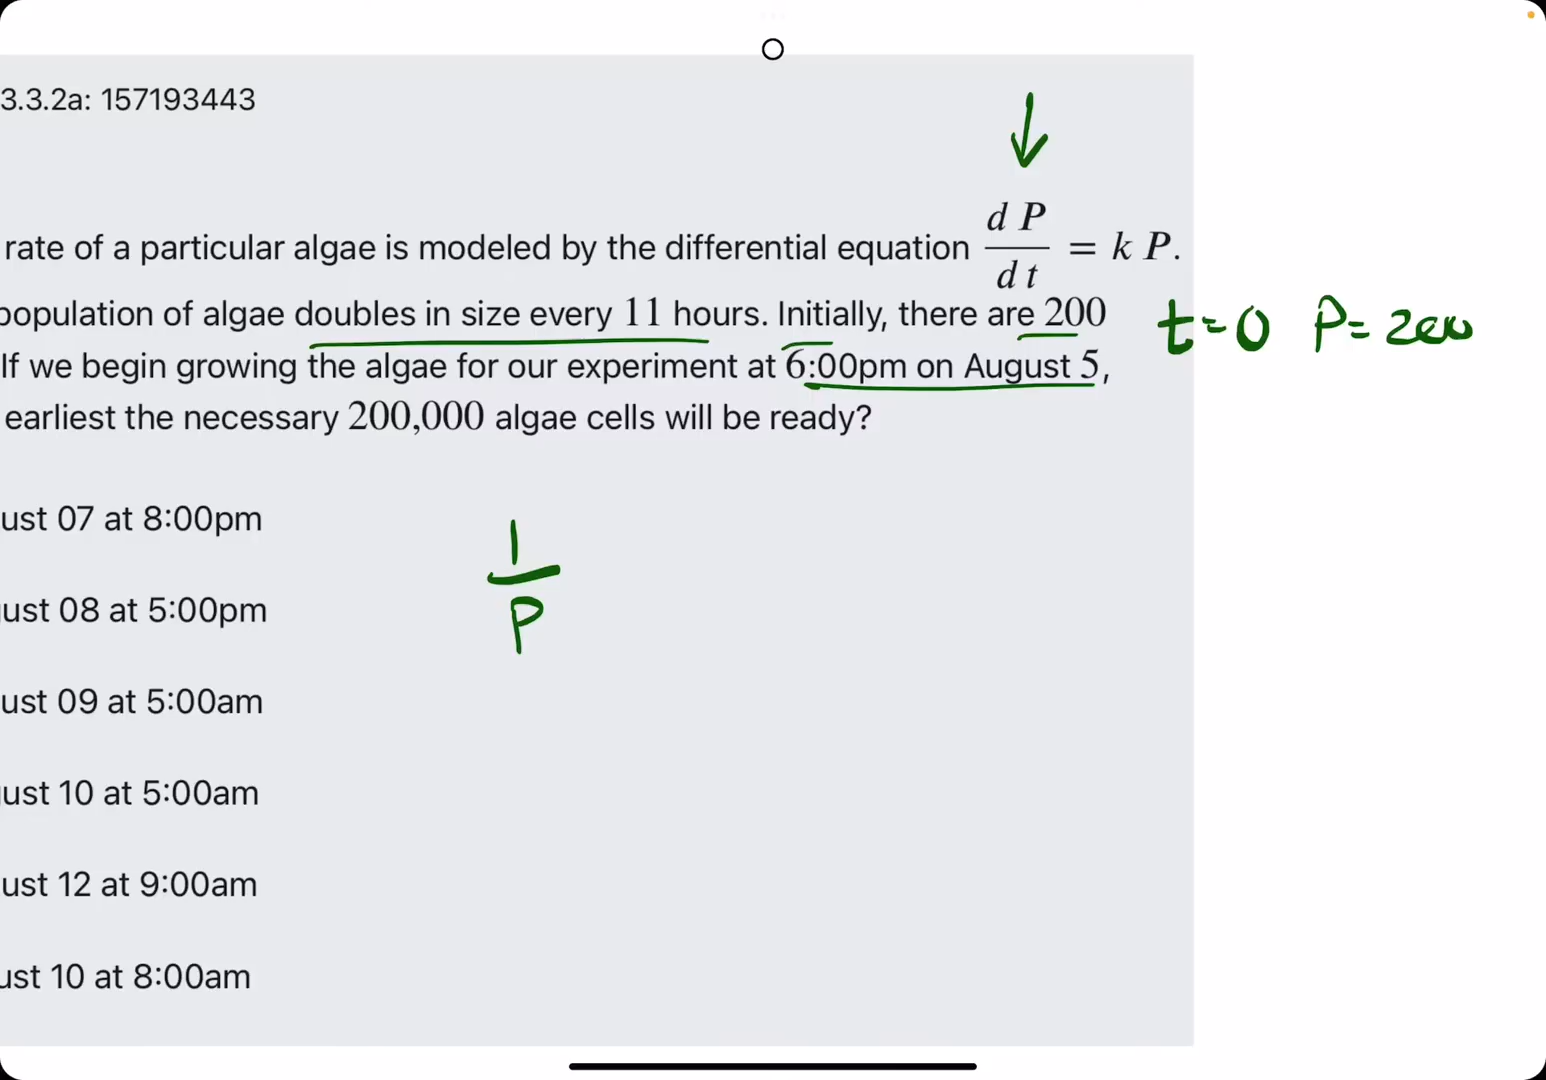 3.3.2a: 157193443
rate of a particular algae is modeled by the differential equation dP/dt = k P.
population of algae doubles in size every 11 hours. Initially, there are 200
t=0 P=200
If we begin growing the algae for our experiment at 6:00pm on August 5,
earliest the necessary 200,000 algae cells will be ready?
ust 07 at 8:00pm
1/P
ust 08 at 5:00pm
ust 09 at 5:00am
ust 10 at 5:00am
ust 12 at 9:00am
ust 10 at 8:00am